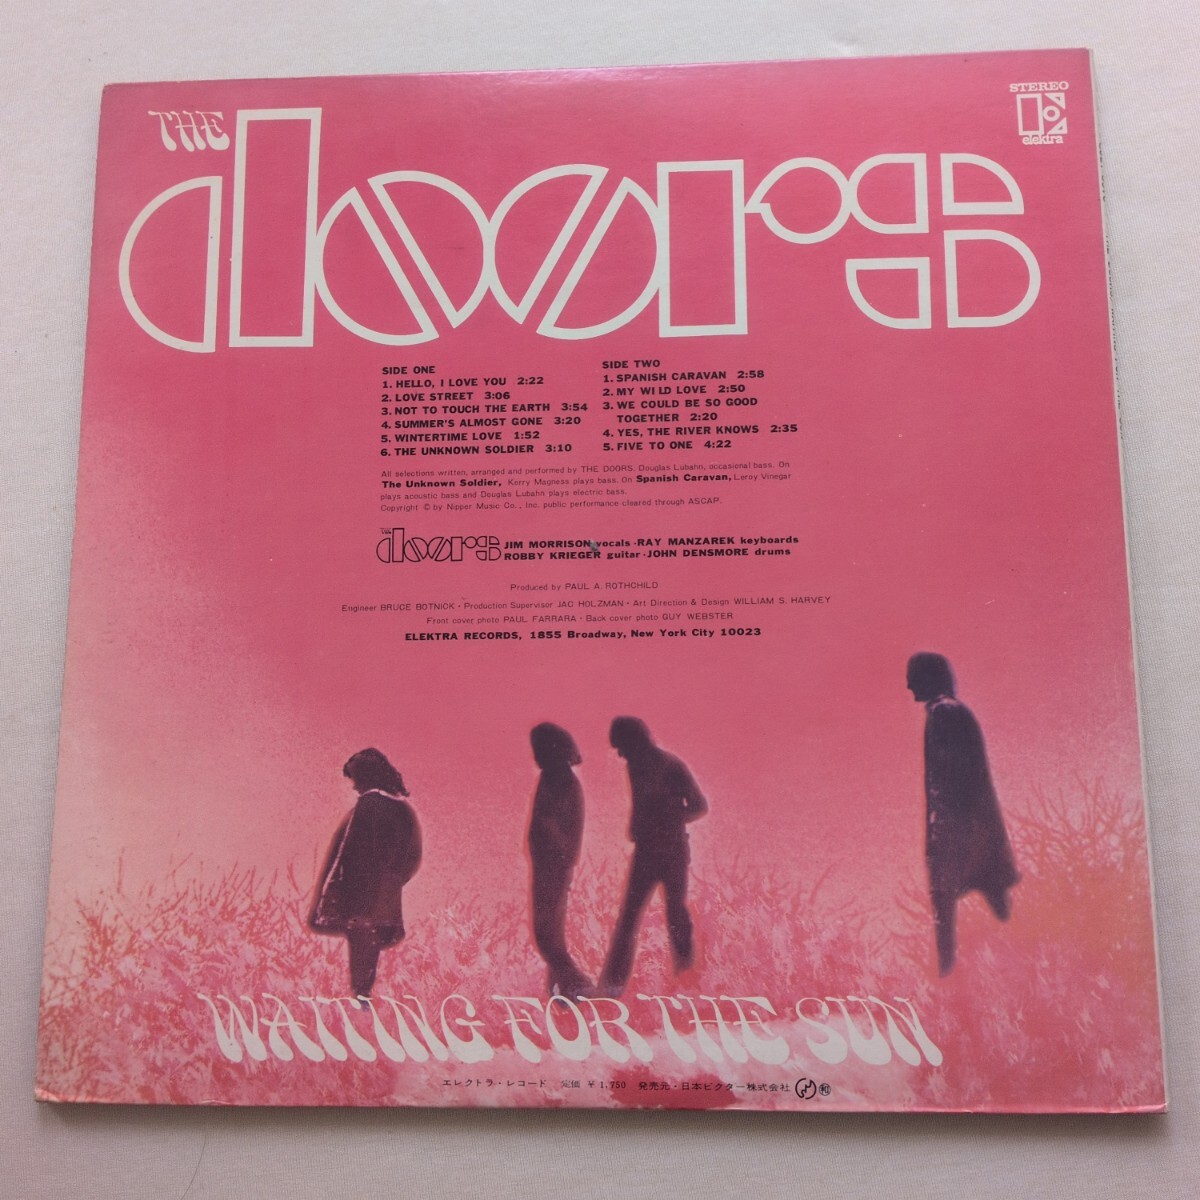 THE
doors
STEREO
elektra
SIDE ONE
1. HELLO, I LOVE YOU 2:22
2. LOVE STREET 3:06
3. NOT TO TOUCH THE EARTH 3:54
4. SUMMER'S ALMOST GONE 3:20
5. WINTERTIME LOVE 1:52
6. THE UNKNOWN SOLDIER 3:10
SIDE TWO
1. SPANISH CARAVAN 2:58
2. MY WILD LOVE 2:50
3. WE COULD BE SO GOOD
TOGETHER 2:20
4. YES, THE RIVER KNOWS 2:35
5. FIVE TO ONE 4:22
All selections written, arranged and performed by THE DOORS. Douglas Lubahn, occasional bass. On
The Unknown Soldier, Kerry Magness plays bass. On Spanish Caravan, Leroy Vinegar
plays acoustic bass and Douglas Lubahn plays electric bass.
Copyright © by Nipper Music Co., Inc. public performance cleared through ASCAP.
THE doors
JIM MORRISON vocals · RAY MANZAREK keyboards
ROBBY KRIEGER guitar · JOHN DENSMORE drums
Produced by PAUL A. ROTHCHILD
Engineer BRUCE BOTNICK · Production Supervisor JAC HOLZMAN · Art Direction & Design WILLIAM S. HARVEY
Front cover photo PAUL FARRARA · Back cover photo GUY WEBSTER
ELEKTRA RECORDS, 1855 Broadway, New York City 10023
WAITING FOR THE SUN
エレクトラ・レコード 定価 ￥1,750 発売元・日本ビクター株式会社